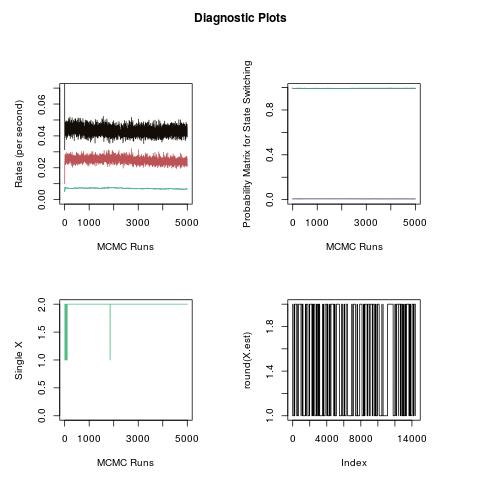 Diagnostic Plots
Rates (per second)
0.00 0.02 0.04 0.06
0 1000 3000 5000
MCMC Runs
Probability Matrix for State Switching
0.0 0.4 0.8
0 1000 3000 5000
MCMC Runs
Single X
0.0 0.5 1.0 1.5 2.0
0 1000 3000 5000
MCMC Runs
round(X.est)
1.0 1.4 1.8
0 4000 8000 14000
Index